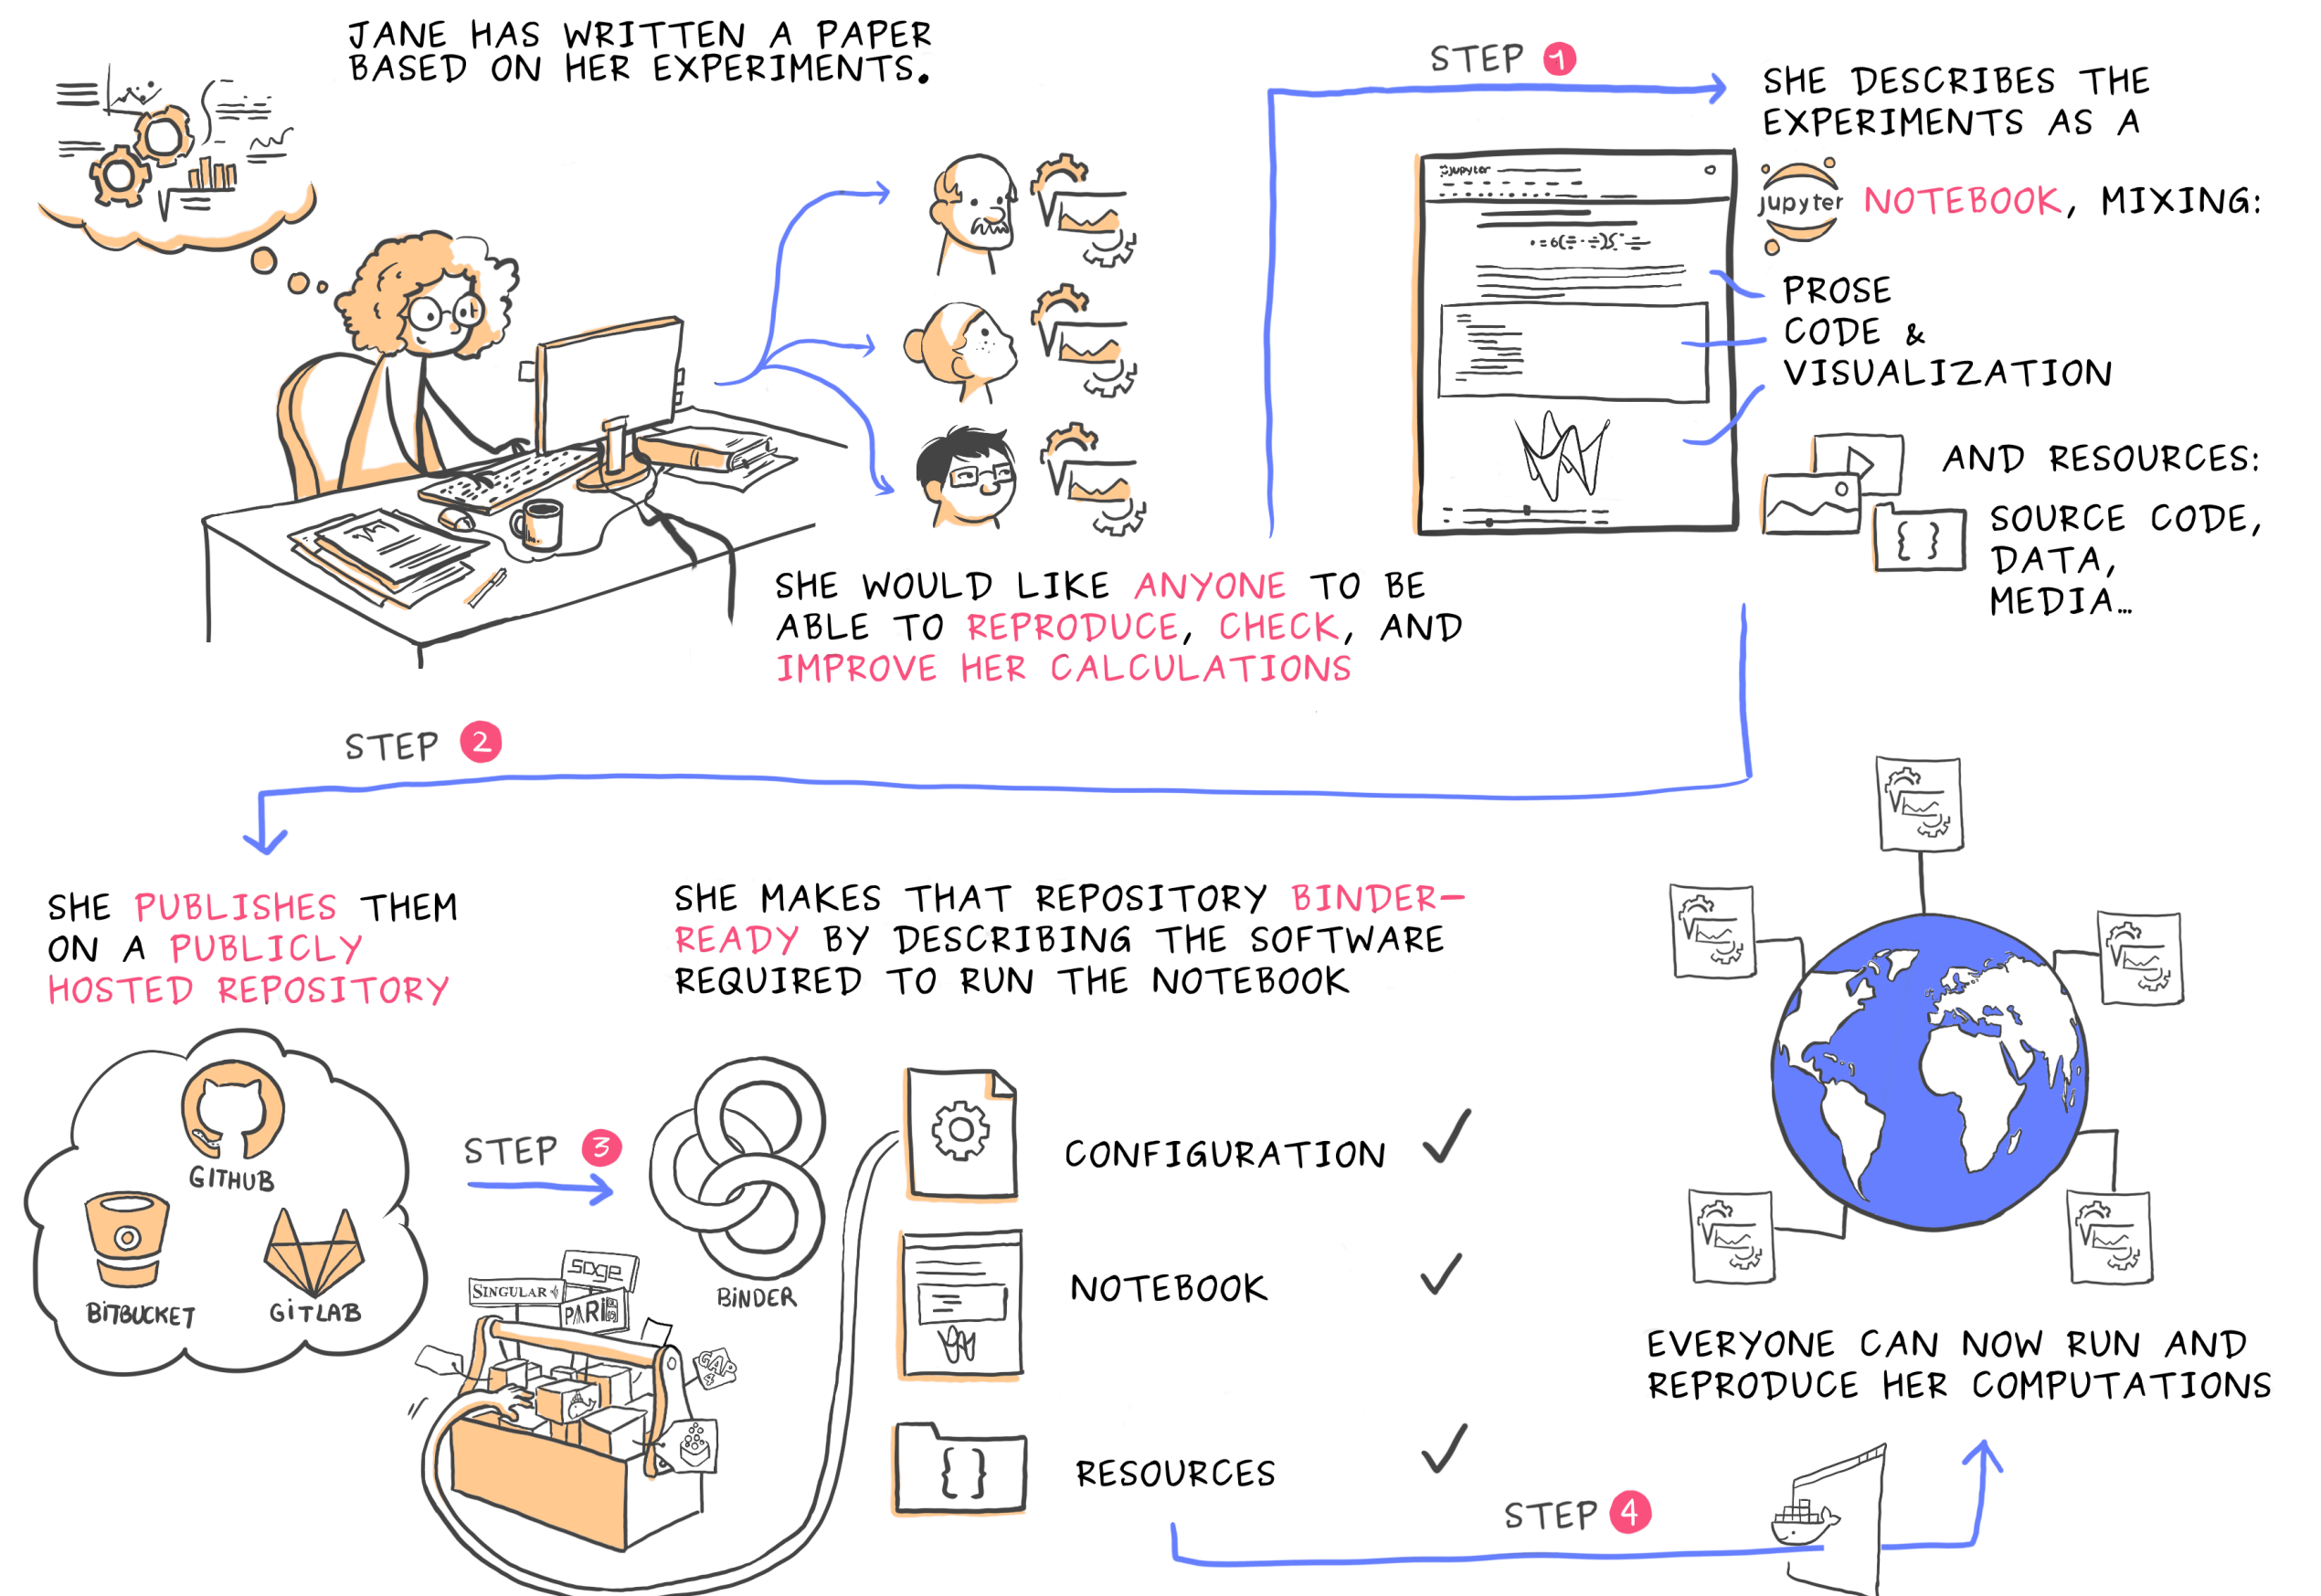 JANE HAS WRITTEN A PAPER
BASED ON HER EXPERIMENTS.
SHE WOULD LIKE ANYONE TO BE
ABLE TO REPRODUCE, CHECK, AND
IMPROVE HER CALCULATIONS
STEP 1
SHE DESCRIBES THE
EXPERIMENTS AS A
jupyter NOTEBOOK, MIXING:
jupyter
PROSE
CODE &
VISUALIZATION
AND RESOURCES:
SOURCE CODE,
DATA,
MEDIA...
STEP 2
SHE PUBLISHES THEM
ON A PUBLICLY
HOSTED REPOSITORY
GITHUB
BITBUCKET
GITLAB
STEP 3
SHE MAKES THAT REPOSITORY BINDER-
READY BY DESCRIBING THE SOFTWARE
REQUIRED TO RUN THE NOTEBOOK
BINDER
sage
SINGULAR
PARI
GAP
4
CONFIGURATION
NOTEBOOK
RESOURCES
STEP 4
EVERYONE CAN NOW RUN AND
REPRODUCE HER COMPUTATIONS